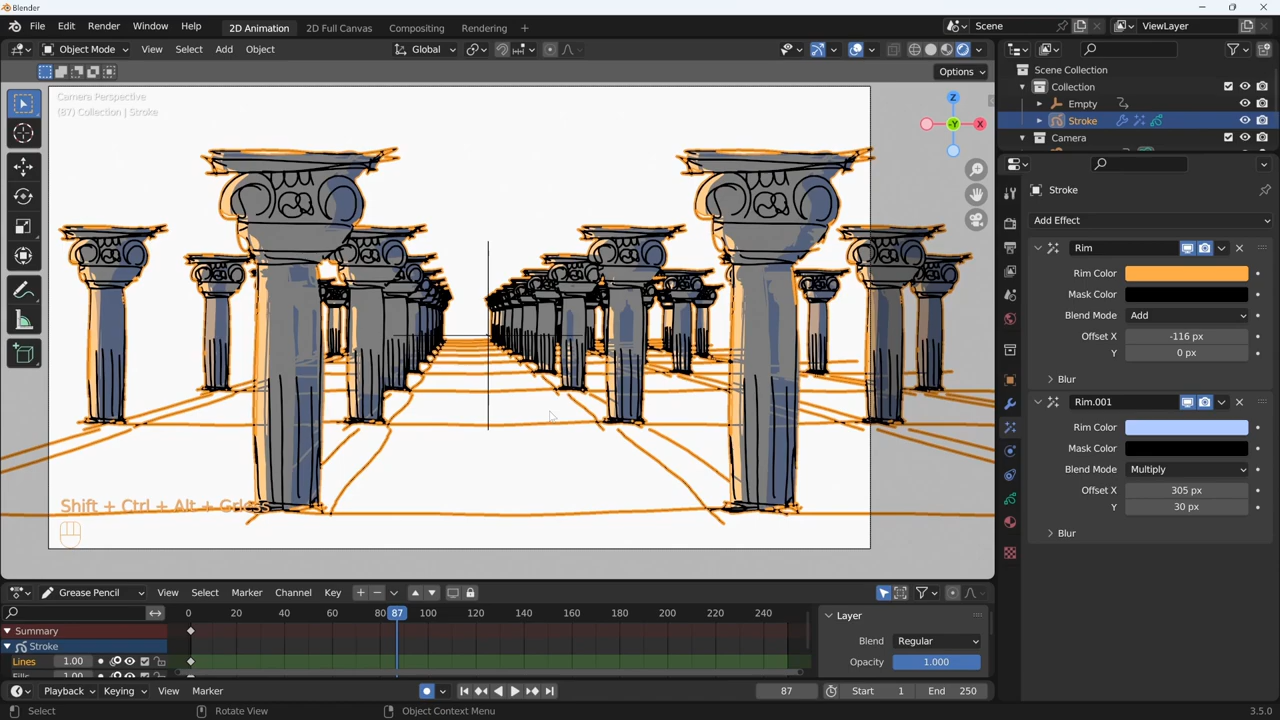 Blender
File Edit Render Window Help 2D Animation 2D Full Canvas Compositing Rendering + Scene ViewLayer
Object Mode View Select Add Object Global
Options
Camera Perspective
(87) Collection | Stroke
Z
-Y X
Shift + Ctrl + Alt + Grless
Scene Collection
Collection
Empty
Stroke
Camera
Stroke
Add Effect
Rim
Rim Color
Mask Color
Blend Mode Add
Offset X -116 px
Y 0 px
Blur
Rim.001
Rim Color
Mask Color
Blend Mode Multiply
Offset X 305 px
Y 30 px
Blur
Grease Pencil View Select Marker Channel Key
0 20 40 60 80 87 100 120 140 160 180 200 220 240
Summary
Stroke
Lines 1.00
Layer
Blend Regular
Opacity 1.000
Playback Keying View Marker 87 Start 1 End 250
Select Rotate View Object Context Menu 3.5.0